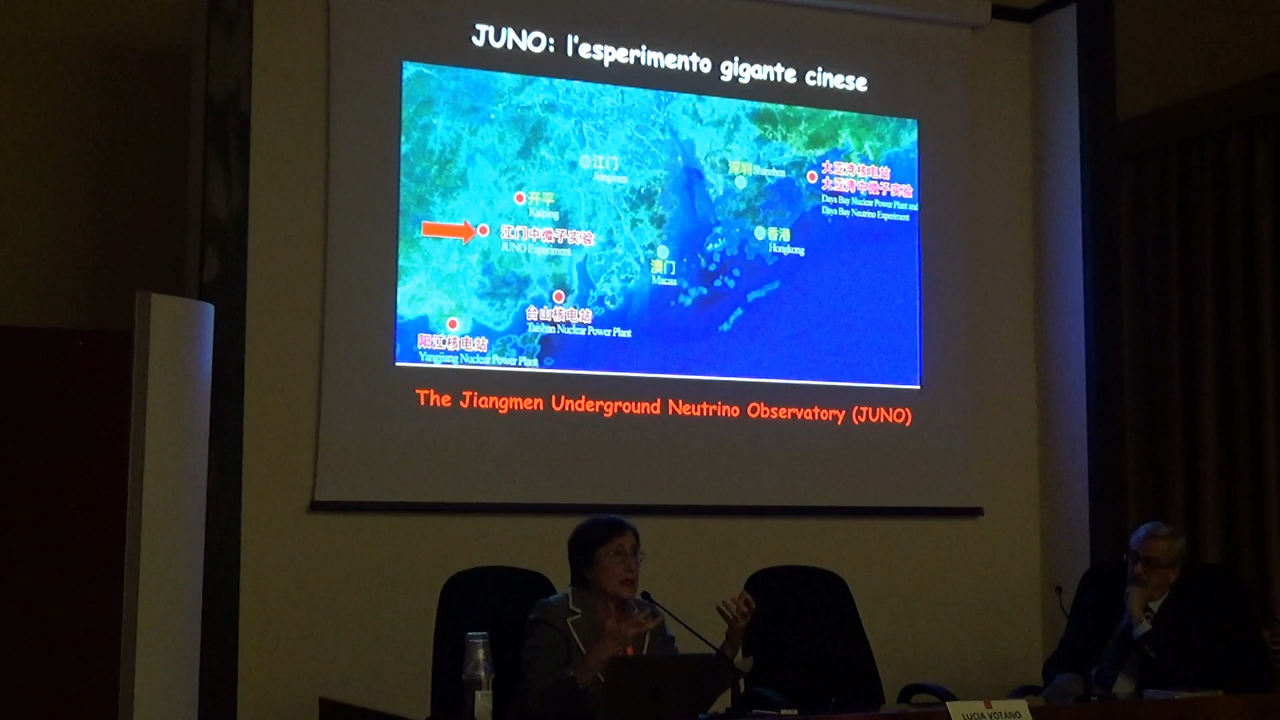 JUNO: l'esperimento gigante cinese
江门
Jiangmen
深圳 Shenzhen
大亚湾核电站
大亚湾中微子实验
Daya Bay Nuclear Power Plant and
Daya Bay Neutrino Experiment
开平
Kaiping
江门中微子实验
JUNO Experiment
香港
Hongkong
澳门
Macau
台山核电站
Taishan Nuclear Power Plant
阳江核电站
Yangjiang Nuclear Power Plant
The Jiangmen Underground Neutrino Observatory (JUNO)
LUCIA VOTANO